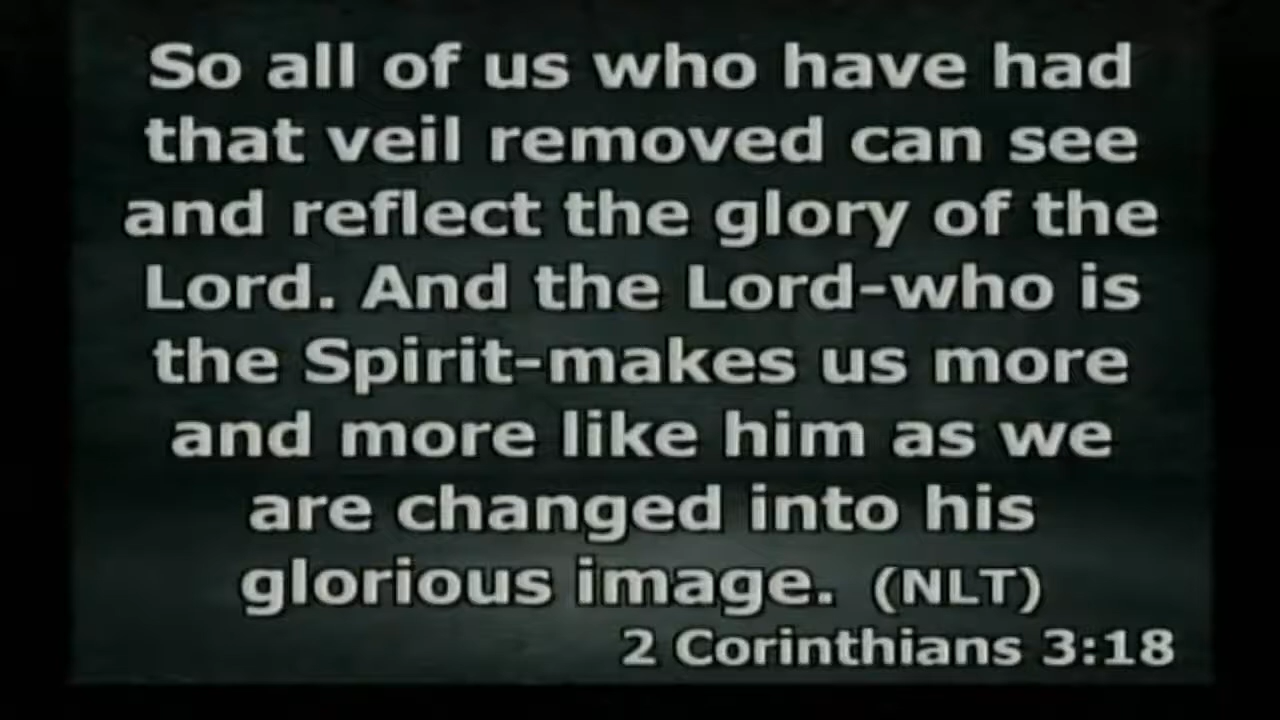 So all of us who have had
that veil removed can see
and reflect the glory of the
Lord. And the Lord-who is
the Spirit-makes us more
and more like him as we
are changed into his
glorious image. (NLT)
2 Corinthians 3:18